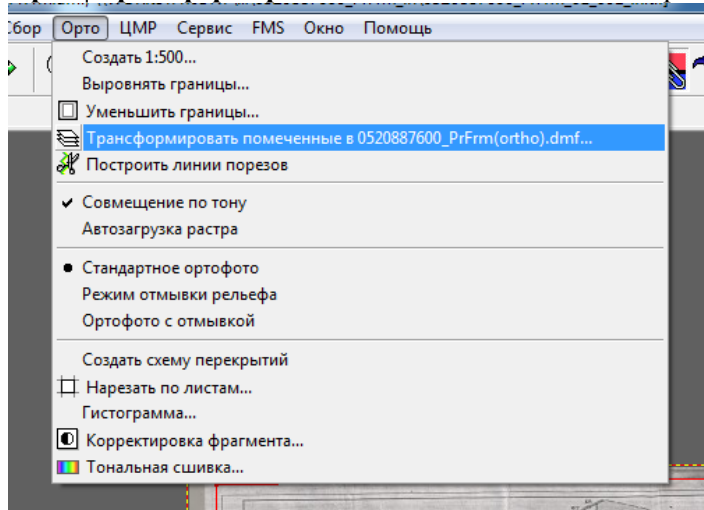 Сбор Орто ЦМР Сервис FMS Окно Помощь
Создать 1:500...
Выровнять границы...
Уменьшить границы...
Трансформировать помеченные в 0520887600_PrFrm(ortho).dmf...
Построить линии порезов
Совмещение по тону
Автозагрузка растра
Стандартное ортофото
Режим отмывки рельефа
Ортофото с отмывкой
Создать схему перекрытий
Нарезать по листам...
Гистограмма...
Корректировка фрагмента...
Тональная сшивка...